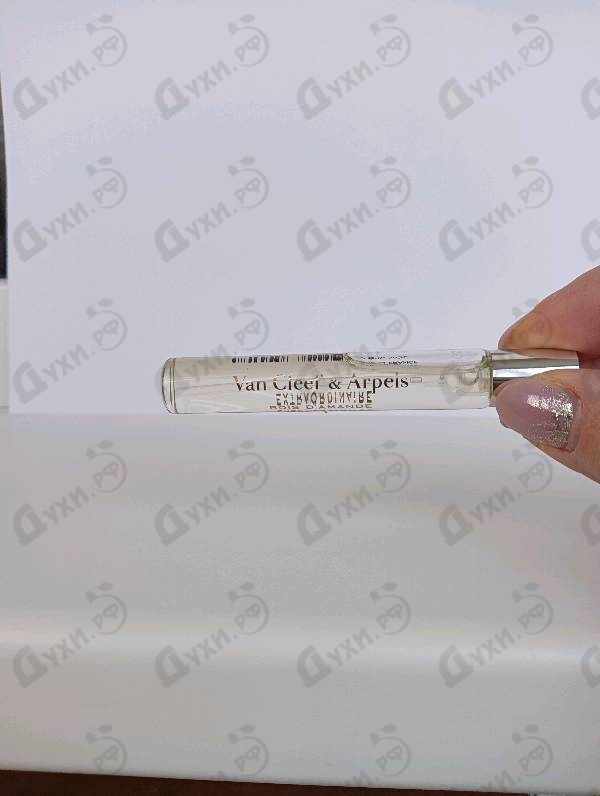 Van Cleef & Arpels
EXTRAORDINAIRE
BOIS D'AMANDE
Духи.рф